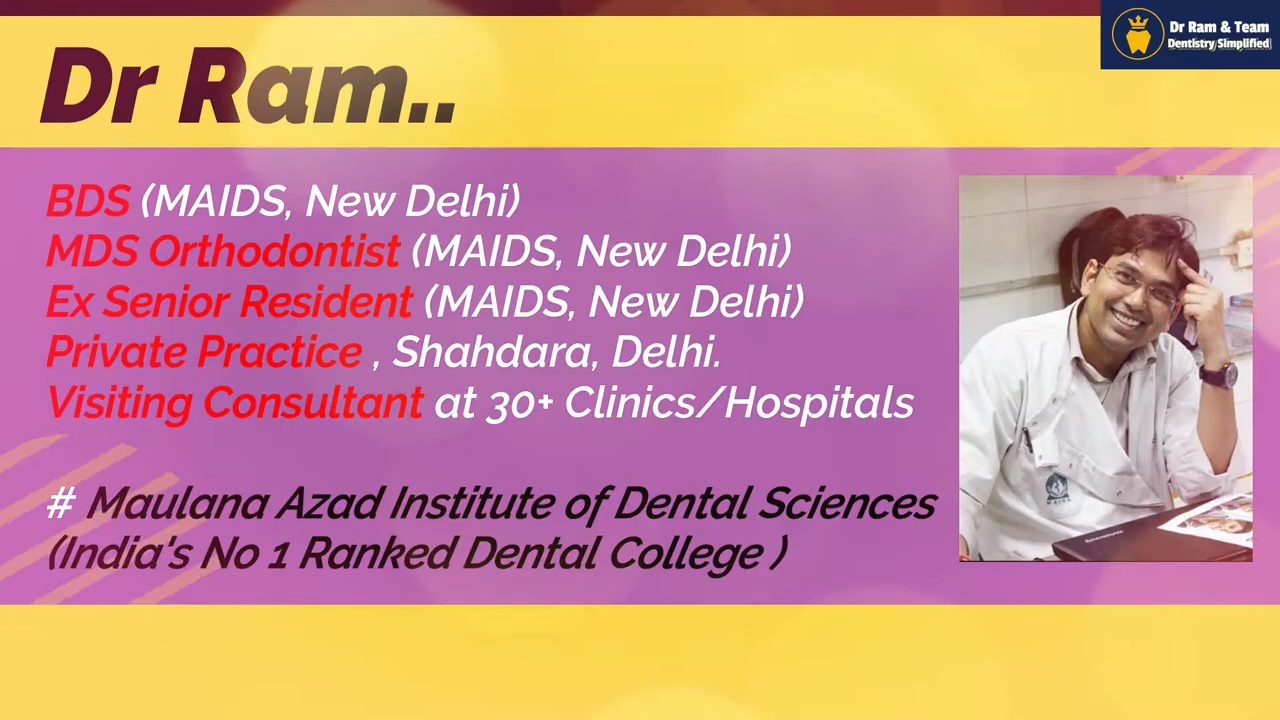 Dr Ram & Team
Dentistry Simplified
Dr Ram..
BDS (MAIDS, New Delhi)
MDS Orthodontist (MAIDS, New Delhi)
Ex Senior Resident (MAIDS, New Delhi)
Private Practice , Shahdara, Delhi.
Visiting Consultant at 30+ Clinics/Hospitals
# Maulana Azad Institute of Dental Sciences
(India's No 1 Ranked Dental College )
MAIDS
lenovo